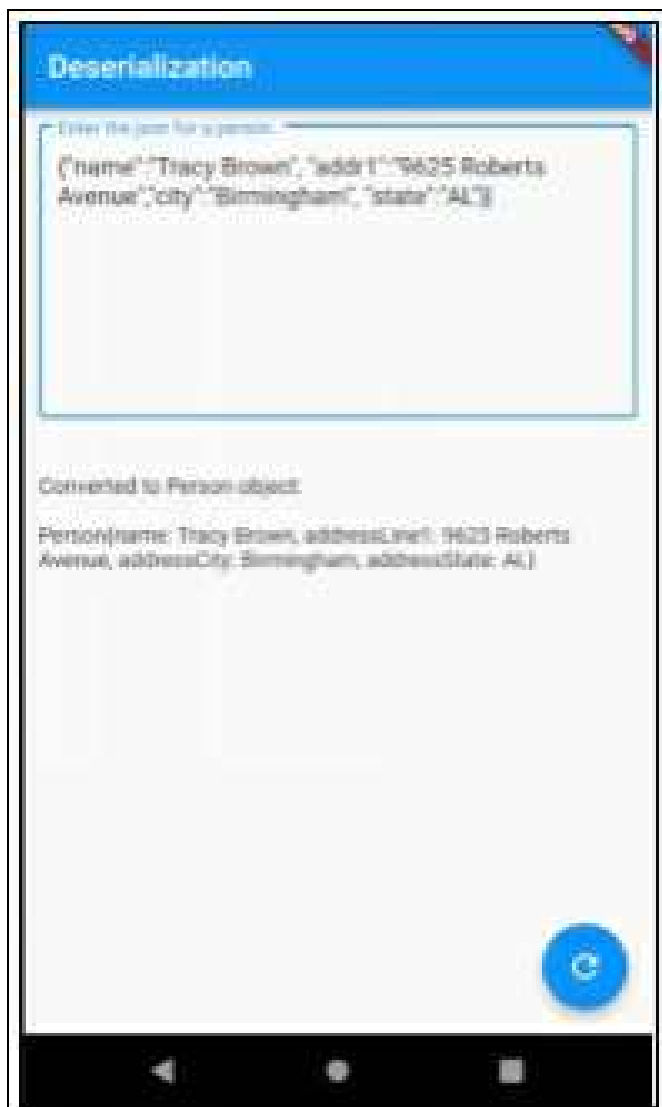 Deserialization
Enter the json for a person.
{"name":"Tracy Brown", "addr1":"9625 Roberts
Avenue","city":"Birmingham", "state":"AL"}
Converted to Person object:
Person{name: Tracy Brown, addressLine1: 9625 Roberts
Avenue, addressCity: Birmingham, addressState: AL}